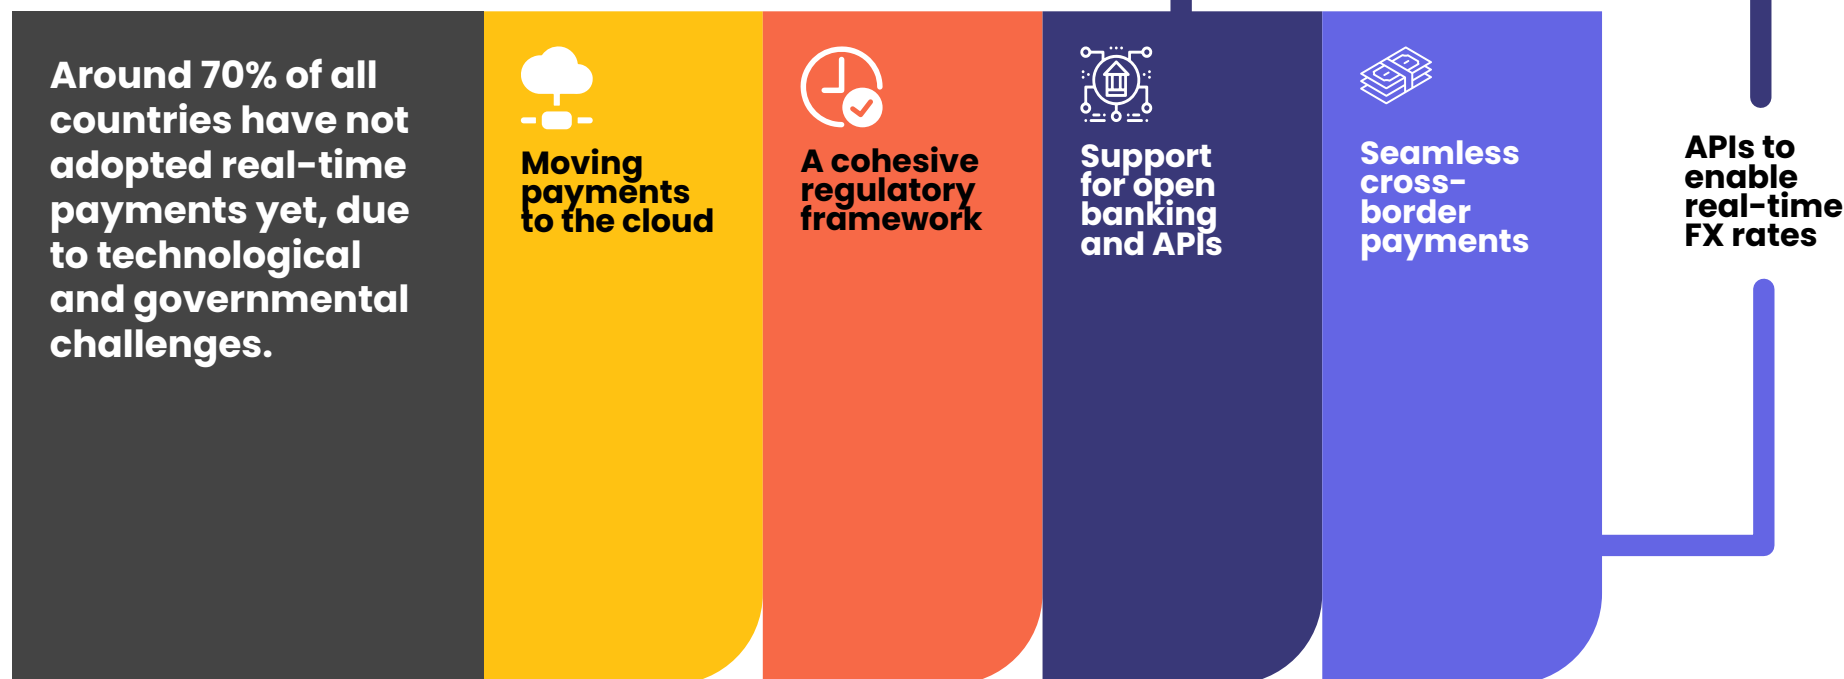 Around 70% of all
countries have not
adopted real-time
payments yet, due
to technological
and governmental
challenges.
Moving
payments
to the cloud
A cohesive
regulatory
framework
Support
for open
banking
and APIs
Seamless
cross-
border
payments
APIs to
enable
real-time
FX rates